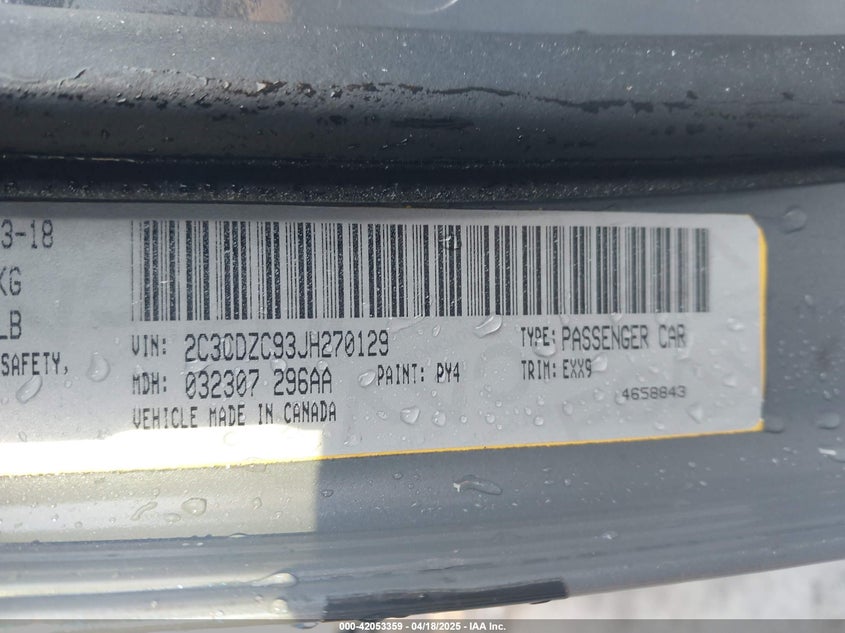 3-18
KG
LB
SAFETY,
VIN: 2C3CDZC93JH270129 TYPE: PASSENGER CAR
MDH: 032307 296AA PAINT: PY4 TRIM: EXX9
VEHICLE MADE IN CANADA 4658843
000-42053359 - 04/18/2025 - IAA Inc.